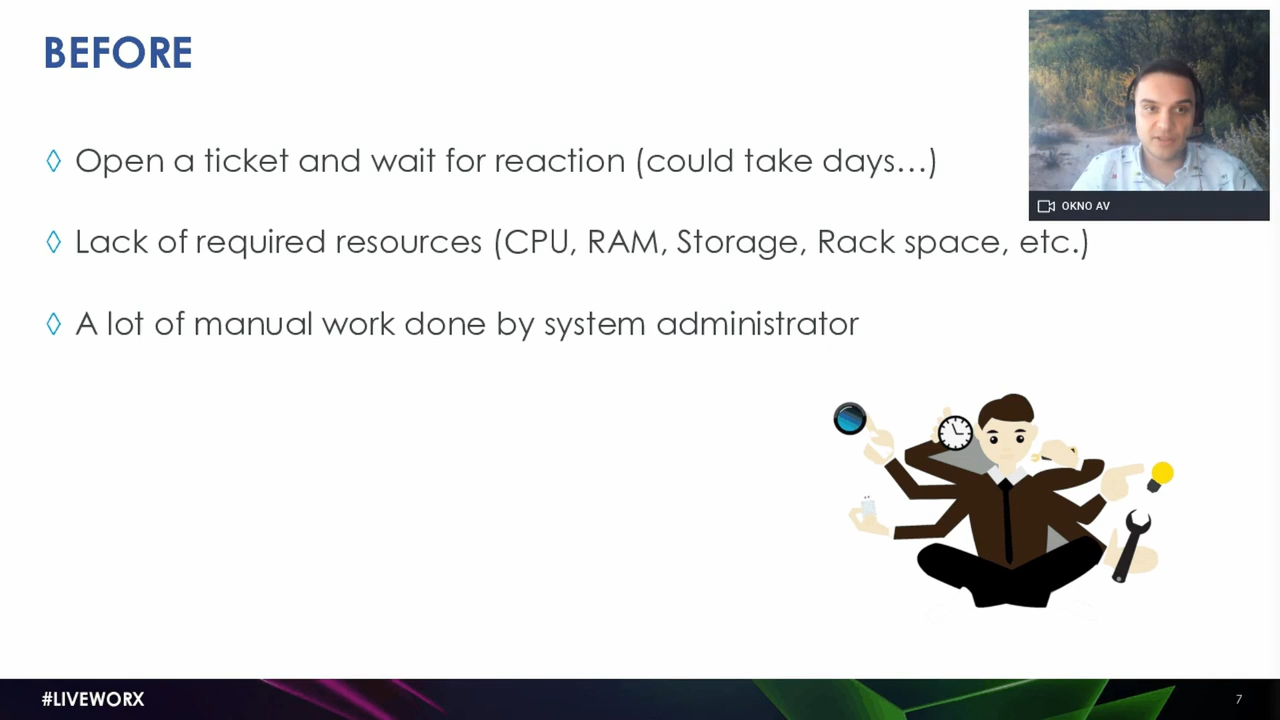 BEFORE
◊ Open a ticket and wait for reaction (could take days…)
OKNO AV
◊ Lack of required resources (CPU, RAM, Storage, Rack space, etc.)
◊ A lot of manual work done by system administrator
#LIVEWORX
7